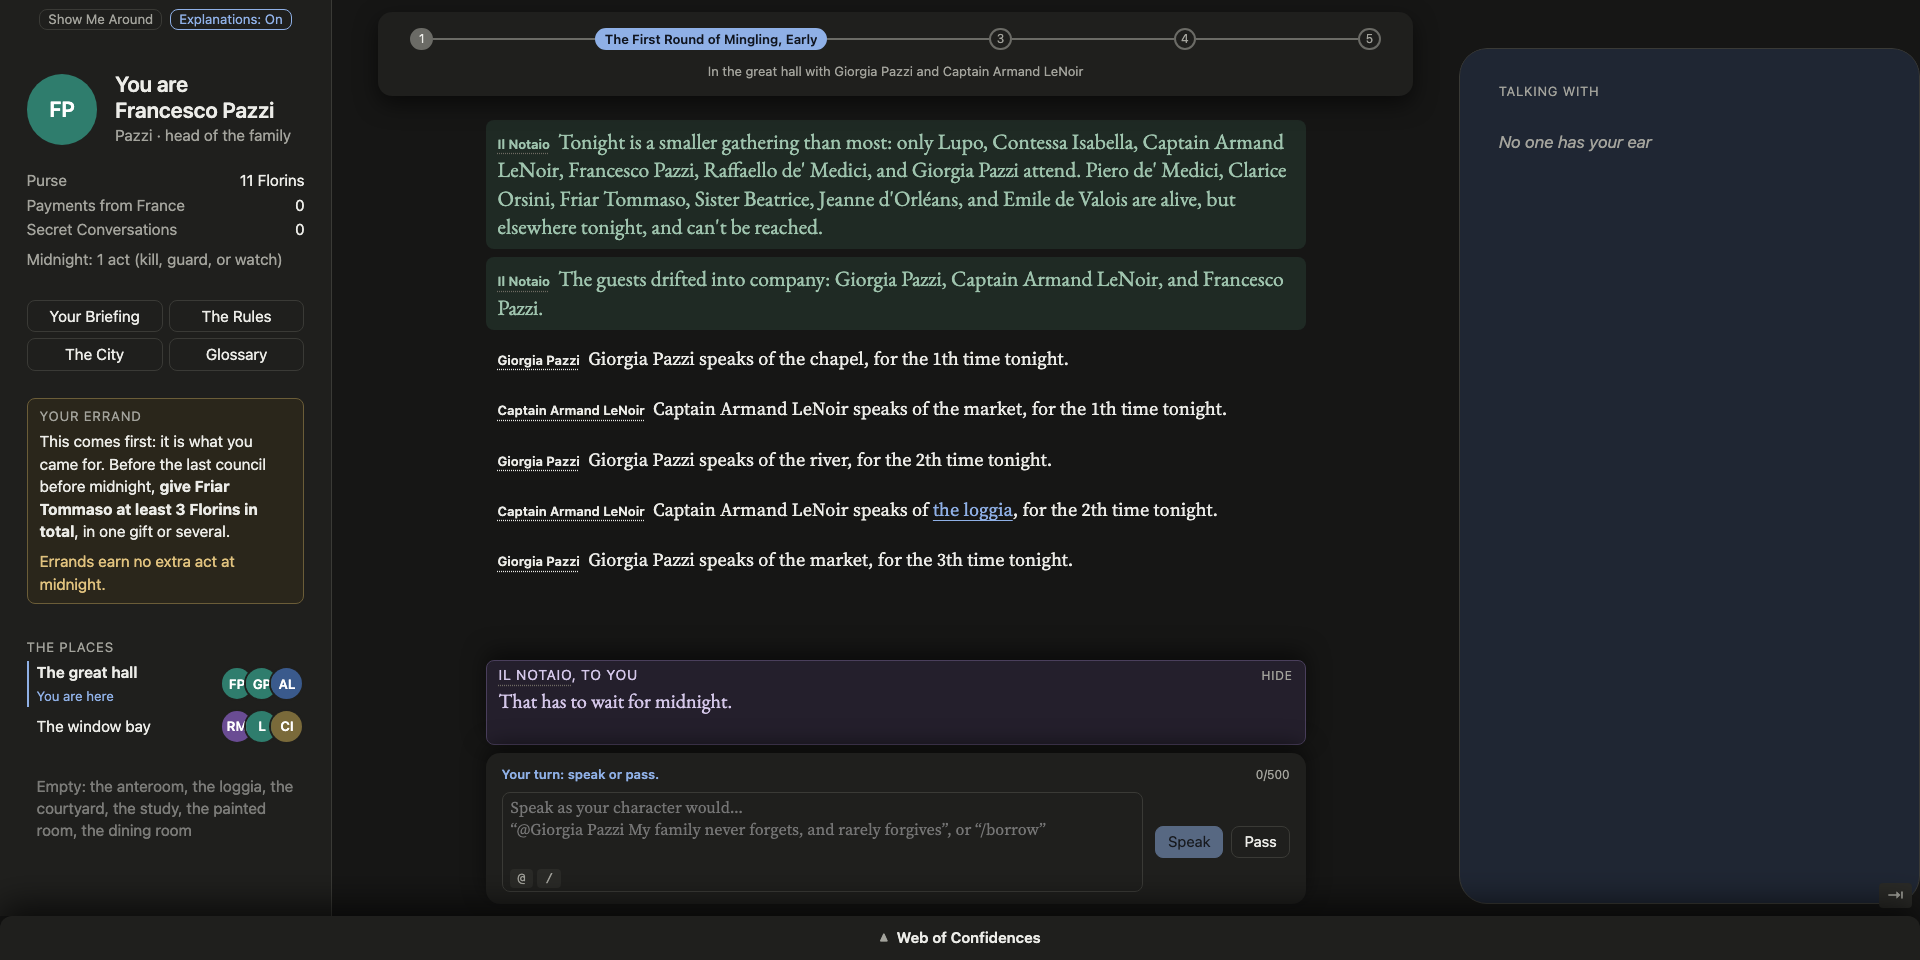 Show Me Around
Explanations: On
FP
You are
Francesco Pazzi
Pazzi · head of the family
Purse 11 Florins
Payments from France 0
Secret Conversations 0
Midnight: 1 act (kill, guard, or watch)
Your Briefing
The Rules
The City
Glossary
YOUR ERRAND
This comes first: it is what you
came for. Before the last council
before midnight, give Friar
Tommaso at least 3 Florins in
total, in one gift or several.
Errands earn no extra act at
midnight.
THE PLACES
The great hall
You are here
FP GP AL
The window bay
RM L CI
Empty: the anteroom, the loggia, the
courtyard, the study, the painted
room, the dining room
1 The First Round of Mingling, Early 3 4 5
In the great hall with Giorgia Pazzi and Captain Armand LeNoir
Il Notaio Tonight is a smaller gathering than most: only Lupo, Contessa Isabella, Captain Armand
LeNoir, Francesco Pazzi, Raffaello de' Medici, and Giorgia Pazzi attend. Piero de' Medici, Clarice
Orsini, Friar Tommaso, Sister Beatrice, Jeanne d'Orléans, and Emile de Valois are alive, but
elsewhere tonight, and can't be reached.
Il Notaio The guests drifted into company: Giorgia Pazzi, Captain Armand LeNoir, and Francesco
Pazzi.
Giorgia Pazzi Giorgia Pazzi speaks of the chapel, for the 1th time tonight.
Captain Armand LeNoir Captain Armand LeNoir speaks of the market, for the 1th time tonight.
Giorgia Pazzi Giorgia Pazzi speaks of the river, for the 2th time tonight.
Captain Armand LeNoir Captain Armand LeNoir speaks of the loggia, for the 2th time tonight.
Giorgia Pazzi Giorgia Pazzi speaks of the market, for the 3th time tonight.
IL NOTAIO, TO YOU
HIDE
That has to wait for midnight.
Your turn: speak or pass.
0/500
Speak as your character would…
“@Giorgia Pazzi My family never forgets, and rarely forgives”, or “/borrow”
@ /
Speak
Pass
TALKING WITH
No one has your ear
▲ Web of Confidences